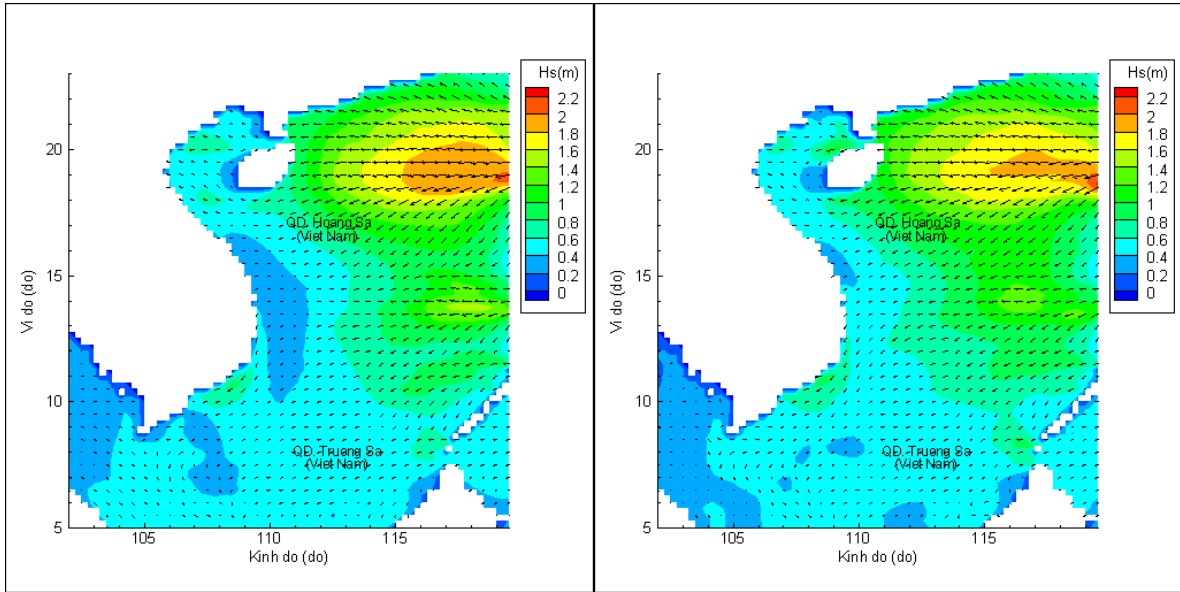 Hs(m)
2.2
2
1.8
1.6
1.4
1.2
1
0.8
0.6
0.4
0.2
0
20
15
10
5
Vi do (do)
QD. Hoang Sa
(Viet Nam)
QD. Truong Sa
(Viet Nam)
105
110
115
Kinh do (do)
Hs(m)
2.2
2
1.8
1.6
1.4
1.2
1
0.8
0.6
0.4
0.2
0
20
15
10
5
Vi do (do)
QD. Hoang Sa
(Viet Nam)
QD. Truong Sa
(Viet Nam)
105
110
115
Kinh do (do)